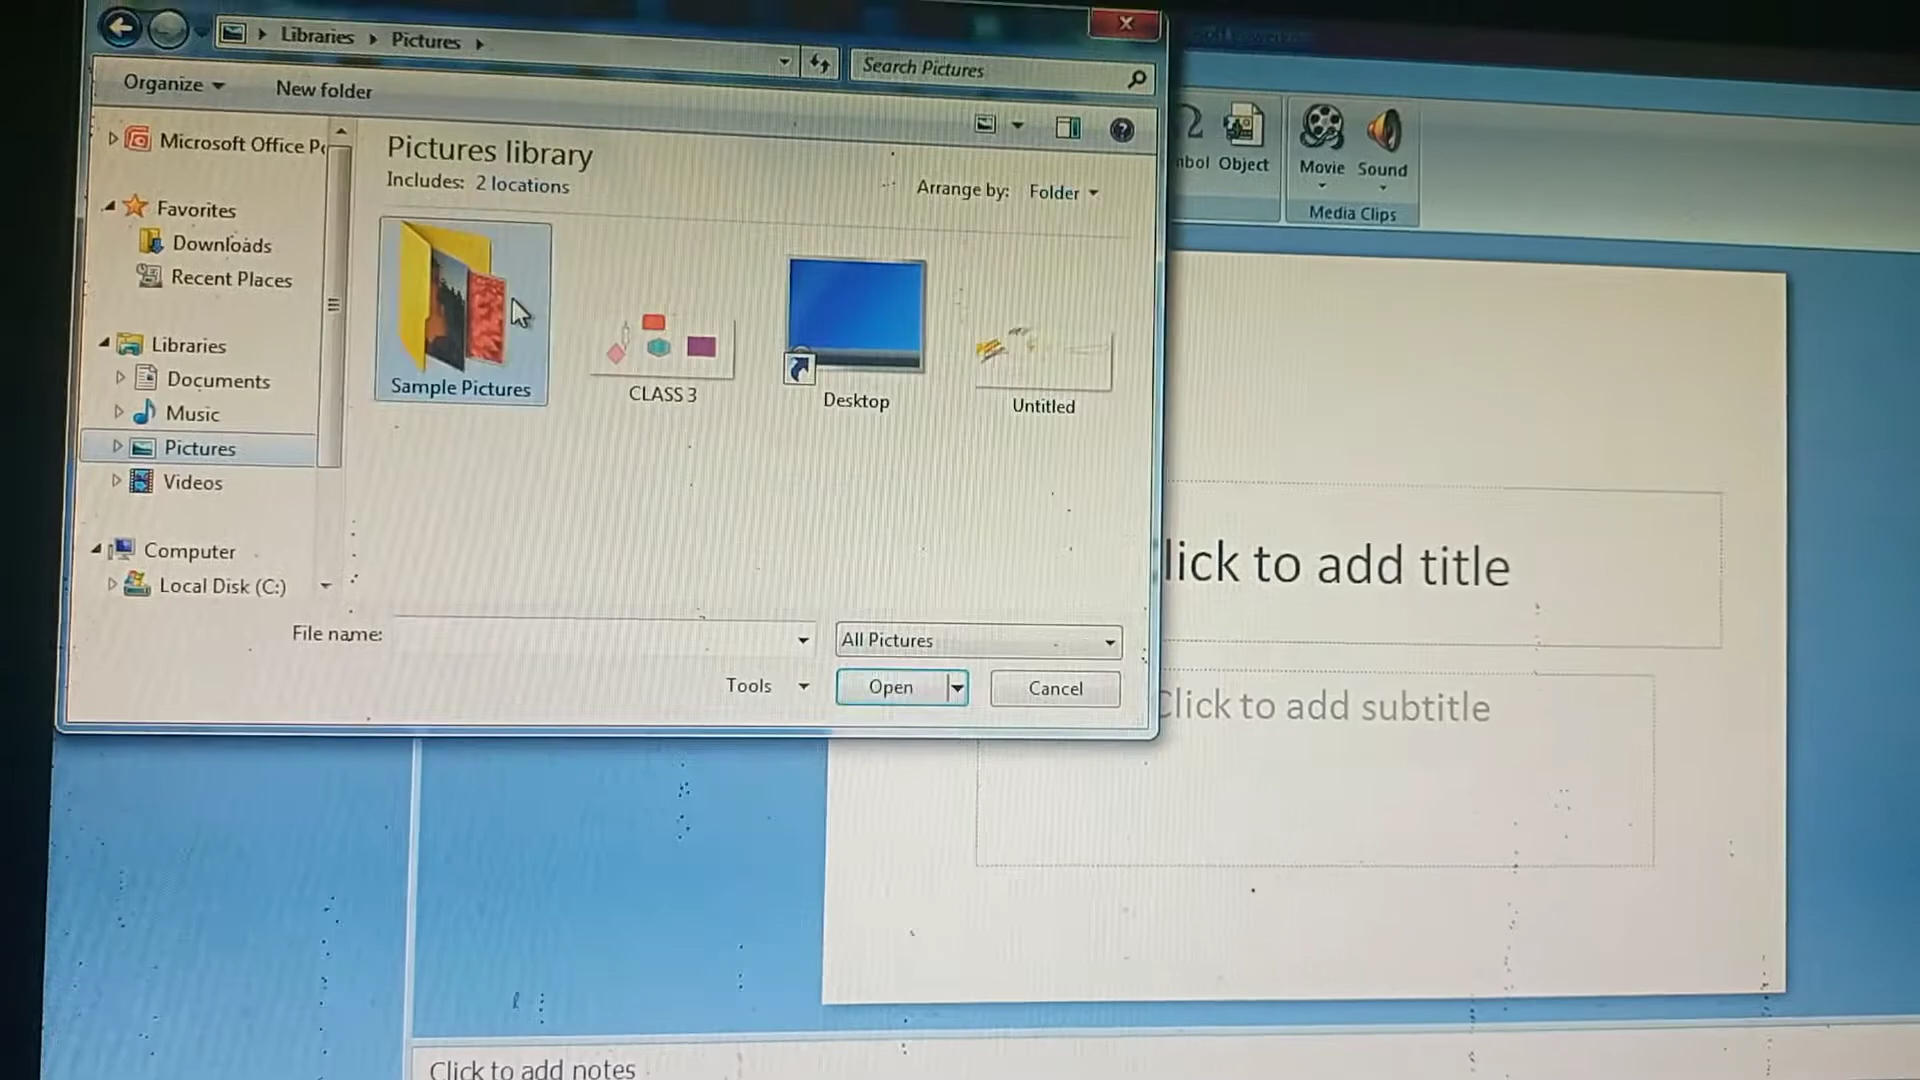 Libraries
Pictures
Search Pictures
Organize
New folder
Microsoft Office
Favorites
Downloads
Recent Places
Libraries
Documents
Music
Pictures
Videos
Computer
Local Disk (C:)
Pictures library
Includes: 2 locations
Arrange by: Folder
Sample Pictures
CLASS 3
Desktop
Untitled
File name:
All Pictures
Tools
Open
Cancel
Object
Movie
Sound
Media Clips
lick to add title
Click to add subtitle
Click to add notes